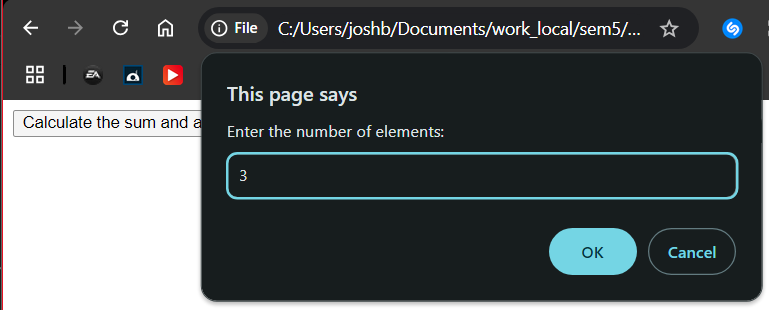 File C:/Users/joshb/Documents/work_local/sem5/...
EA
This page says
Calculate the sum and a
Enter the number of elements:
3
OK Cancel